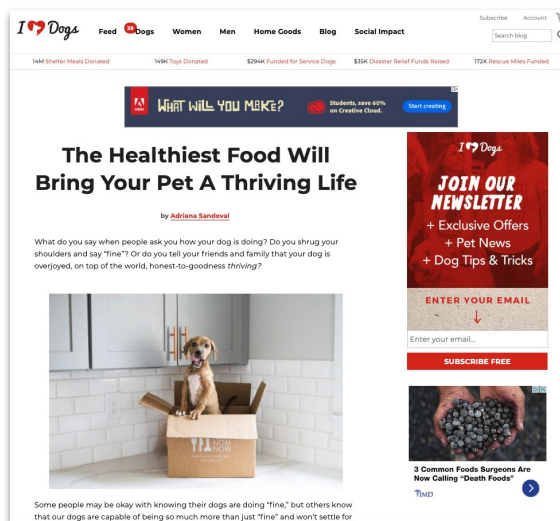 I Dogs
Subscribe Account
Feed 25 Dogs Women Men Home Goods Blog Social Impact
Search blog
14M Shelter Meals Donated 149K Toys Donated $294K Funded for Service Dogs $35K Disaster Relief Funds Raised 172K Rescue Miles Funded
Adobe
WHAT WILL YOU MAKE?
Students, save 60%
on Creative Cloud.
Start creating
The Healthiest Food Will
Bring Your Pet A Thriving Life
by Adriana Sandoval
What do you say when people ask you how your dog is doing? Do you shrug your
shoulders and say "fine"? Or do you tell your friends and family that your dog is
overjoyed, on top of the world, honest-to-goodness thriving?
NOM
NOW
Some people may be okay with knowing their dogs are doing "fine," but others know
that our dogs are capable of being so much more than just "fine" and won't settle for
I Dogs
JOIN OUR
NEWSLETTER
+ Exclusive Offers
+ Pet News
+ Dog Tips & Tricks
ENTER YOUR EMAIL
Enter your email...
SUBSCRIBE FREE
3 Common Foods Surgeons Are
Now Calling "Death Foods"